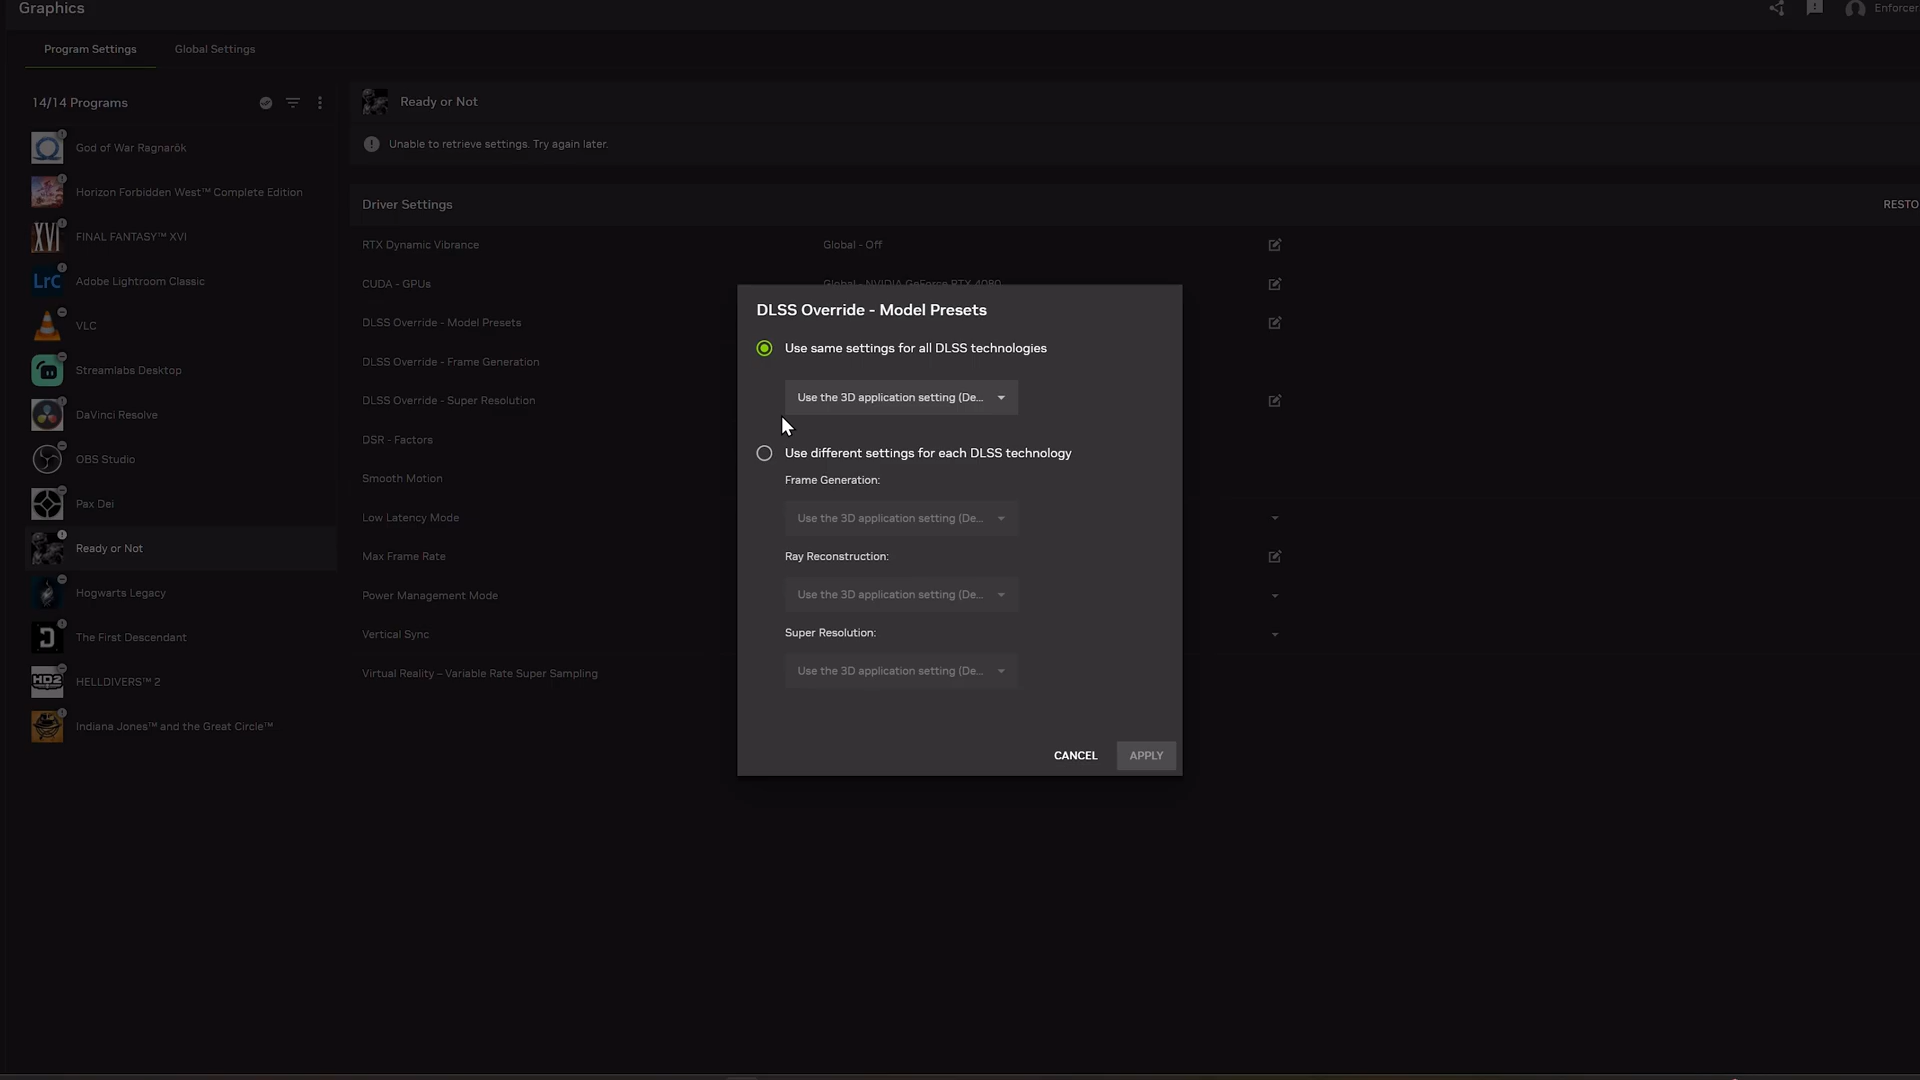 Graphics
Enforcer
Program Settings
Global Settings
14/14 Programs
God of War Ragnarök
Horizon Forbidden West™ Complete Edition
XVI
FINAL FANTASY™ XVI
LrC
Adobe Lightroom Classic
VLC
Streamlabs Desktop
DaVinci Resolve
OBS Studio
Pax Dei
Ready or Not
Hogwarts Legacy
The First Descendant
HD2
HELLDIVERS™ 2
Indiana Jones™ and the Great Circle™
Ready or Not
Unable to retrieve settings. Try again later.
Driver Settings
RESTO
RTX Dynamic Vibrance
Global - Off
CUDA - GPUs
Global - NVIDIA GeForce RTX 4080
DLSS Override - Model Presets
DLSS Override - Frame Generation
DLSS Override - Super Resolution
DSR - Factors
Smooth Motion
Low Latency Mode
Max Frame Rate
Power Management Mode
Vertical Sync
Virtual Reality – Variable Rate Super Sampling
DLSS Override - Model Presets
Use same settings for all DLSS technologies
Use the 3D application setting (De...
Use different settings for each DLSS technology
Frame Generation:
Use the 3D application setting (De...
Ray Reconstruction:
Use the 3D application setting (De...
Super Resolution:
Use the 3D application setting (De...
CANCEL
APPLY